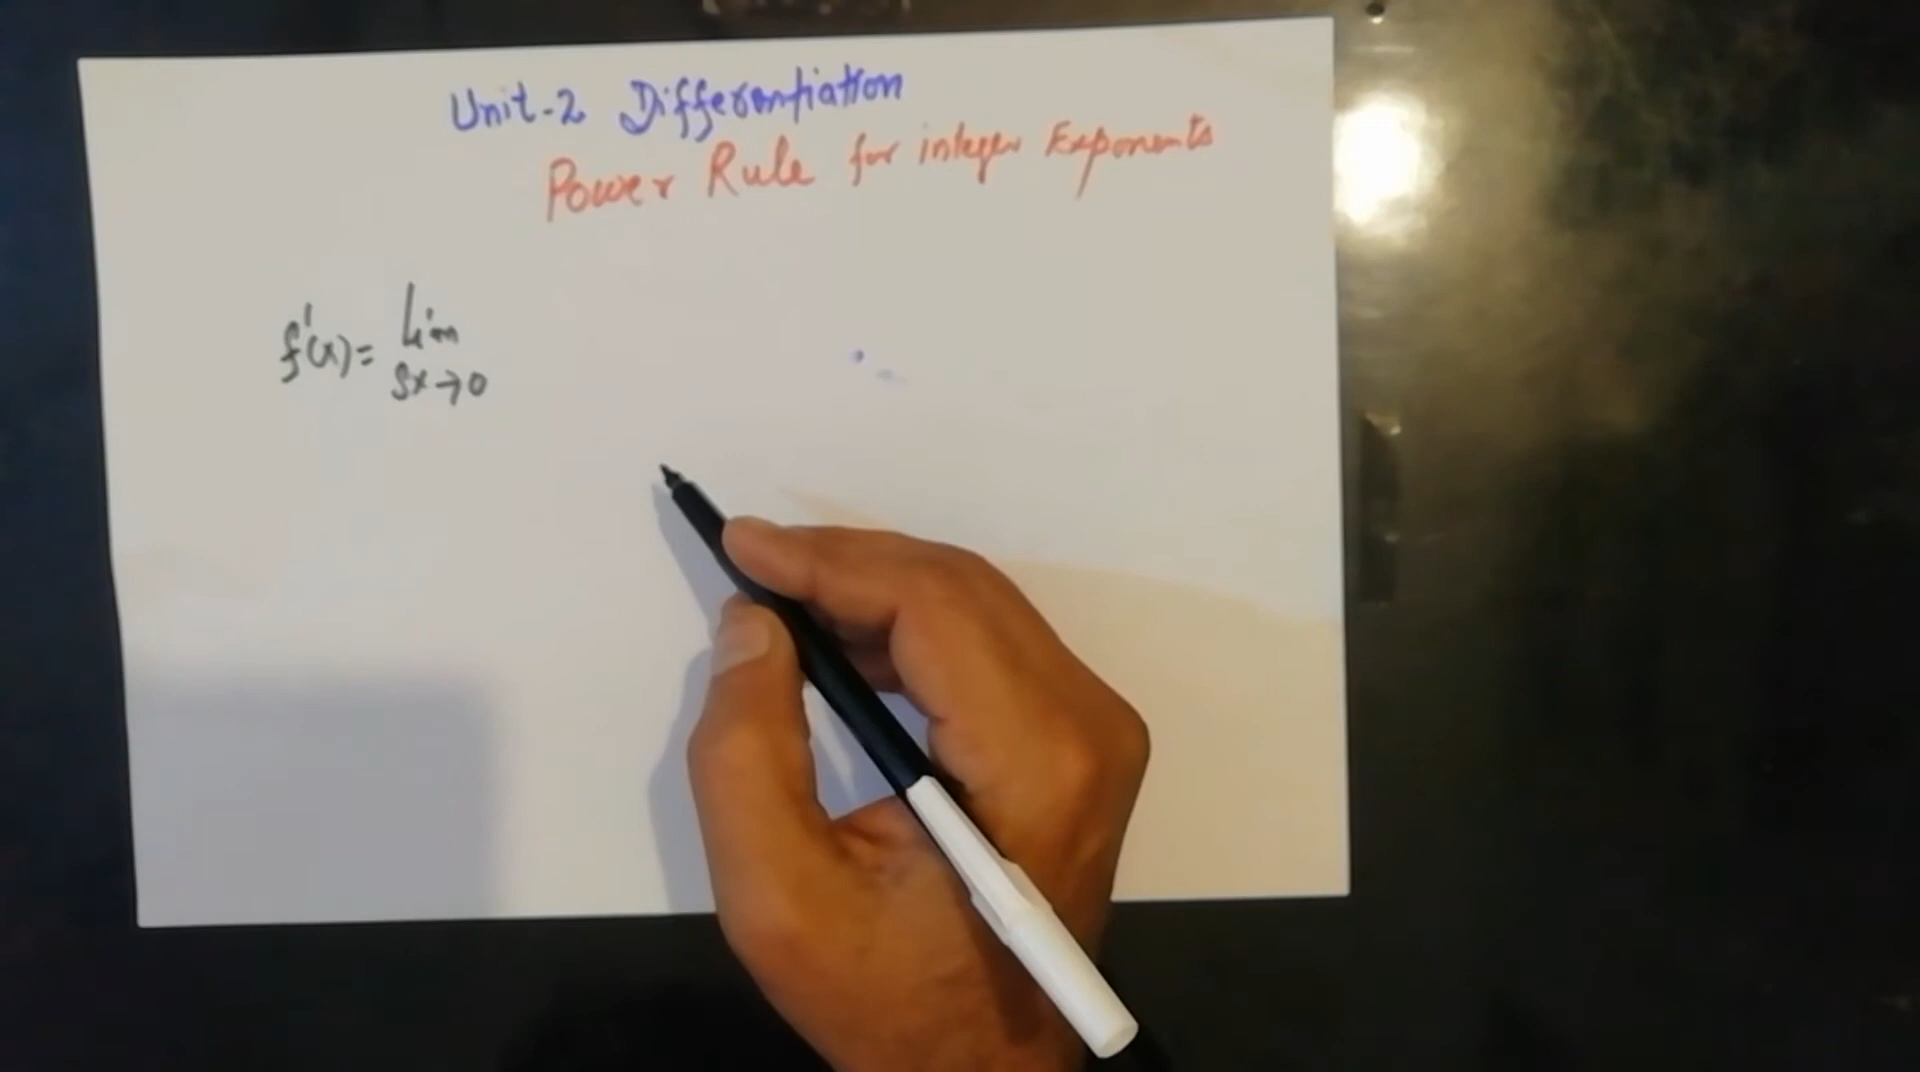 Unit-2 Differentiation
Power Rule for integer Exponents
f'(x) = lim
δx→0